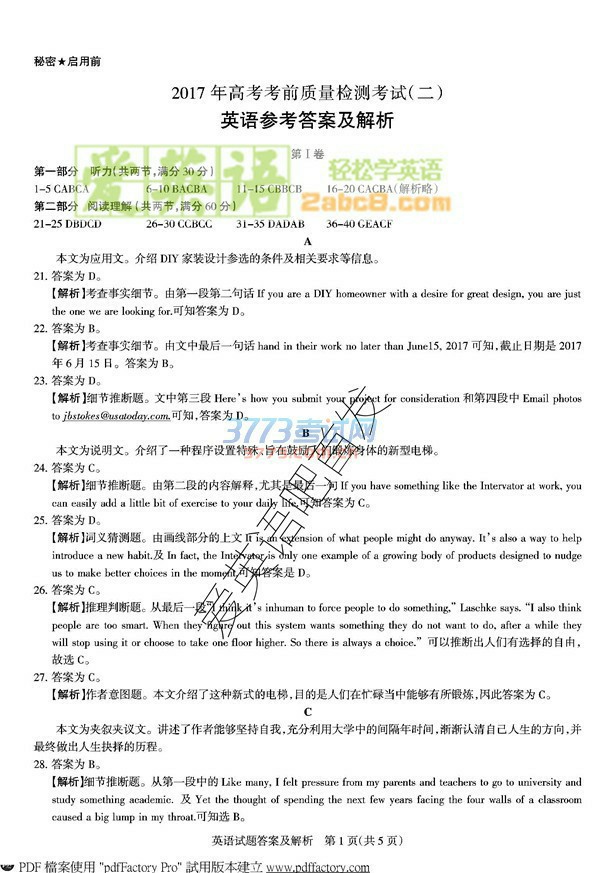 秘密★启用前
2017 年高考考前质量检测考试(二)
英语参考答案及解析
爱英语
轻松学英语
2abc8.com
第Ⅰ卷
第一部分 听力(共两节,满分 30 分)
1-5 CABCA 6-10 BACBA 11-15 CBBCB 16-20 CACBA(解析略)
第二部分 阅读理解(共两节,满分 60 分)
21-25 DBDCD 26-30 CCBCC 31-35 DADAB 36-40 GEACF
A
本文为应用文。介绍 DIY 家装设计参选的条件及相关要求等信息。
21. 答案为 D。
【解析】考查事实细节。由第一段第二句话 If you are a DIY homeowner with a desire for great design, you are just
the one we are looking for.可知答案为 D。
22. 答案为 B。
【解析】考查事实细节。由文中最后一句话 hand in their work no later than June15, 2017 可知,截止日期是 2017
年 6 月 15 日。答案为 B。
23. 答案为 D。
【解析】细节推断题。文中第三段 Here's how you submit your project for consideration 和第四段中 Email photos
to jbstokes@usatoday.com.可知,答案为 D。
3773考试网
B
本文为说明文。介绍了一种程序设置特殊,旨在鼓励人们锻炼身体的新型电梯。
24. 答案为 C。
【解析】细节推断题。由第二段的内容解释,尤其是最后一句 If you have something like the Intervator at work, you
can easily add a little bit of exercise to your daily life.可知答案为 C。
25. 答案为 D。
【解析】词义猜测题。由画线部分的上文 It is an extension of what people might do anyway. It's also a way to help
introduce a new habit.及 In fact, the Intervator is only one example of a growing body of products designed to nudge
us to make better choices in the moment.可知答案是 D。
26. 答案为 C。
【解析】推理判断题。从最后一段"I think it's inhuman to force people to do something," Laschke says. "I also think
people are too smart. When they figure out this system wants something they do not want to do, after a while they
will stop using it or choose to take one floor higher. So there is always a choice." 可以推断出人们有选择的自由,
故选 C。
27. 答案为 C。
【解析】作者意图题。本文介绍了这种新式的电梯,目的是人们在忙碌当中能够有所锻炼,因此答案为 C。
C
本文为夹叙夹议文。讲述了作者能够坚持自我,充分利用大学中的间隔年时间,渐渐认清自己人生的方向,并
最终做出人生抉择的历程。
28. 答案为 B。
【解析】细节推断题。从第一段中的 Like many, I felt pressure from my parents and teachers to go to university and
study something academic. 及 Yet the thought of spending the next few years facing the four walls of a classroom
caused a big lump in my throat.可知选 B。
英语试题答案及解析 第 1 页(共 5 页)
PDF 檔案使用 "pdfFactory Pro" 試用版本建立 www.pdffactory.com